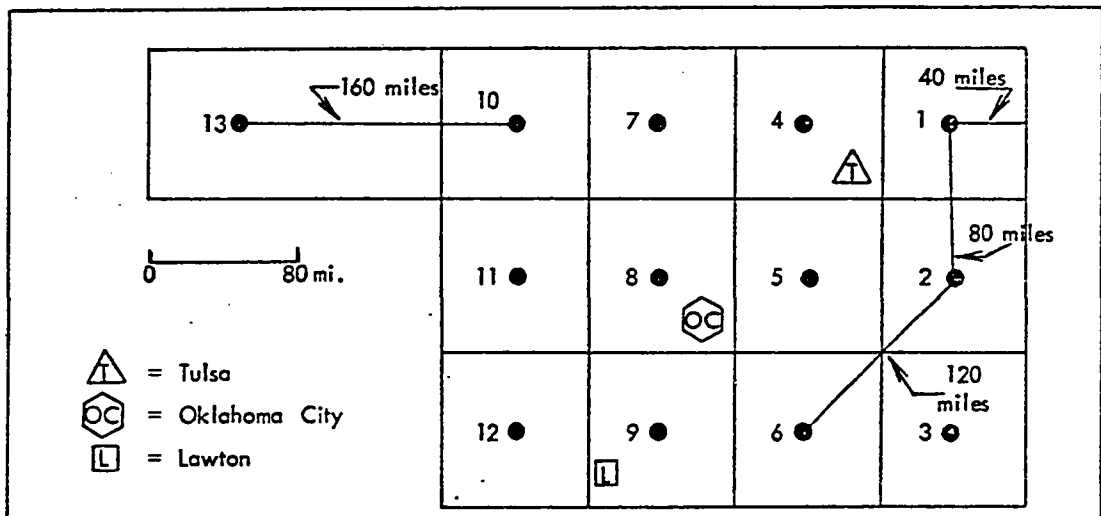 160 miles
40 miles
13
10
7
4
1
T
80 miles
0 80 mi.
11
8
5
2
OC
T = Tulsa
OC = Oklahoma City
L = Lawton
120 miles
12
9
6
3
L